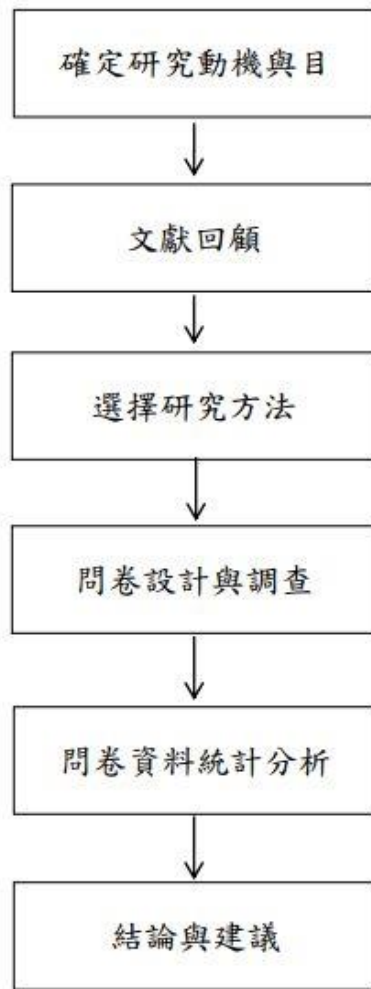 確定研究動機與目
文獻回顧
選擇研究方法
問卷設計與調查
問卷資料統計分析
結論與建議